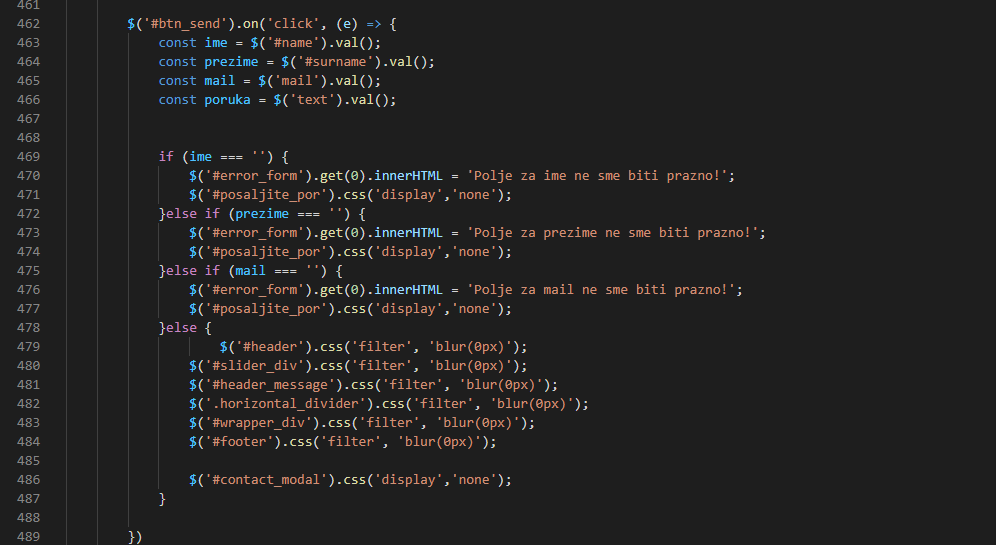 461
462 $('#btn_send').on('click', (e) => {
463 const ime = $('#name').val();
464 const prezime = $('#surname').val();
465 const mail = $('mail').val();
466 const poruka = $('text').val();
467
468
469 if (ime === '') {
470 $('#error_form').get(0).innerHTML = 'Polje za ime ne sme biti prazno!';
471 $('#posaljite_por').css('display','none');
472 }else if (prezime === '') {
473 $('#error_form').get(0).innerHTML = 'Polje za prezime ne sme biti prazno!';
474 $('#posaljite_por').css('display','none');
475 }else if (mail === '') {
476 $('#error_form').get(0).innerHTML = 'Polje za mail ne sme biti prazno!';
477 $('#posaljite_por').css('display','none');
478 }else {
479 $('#header').css('filter', 'blur(0px)');
480 $('#slider_div').css('filter', 'blur(0px)');
481 $('#header_message').css('filter', 'blur(0px)');
482 $('.horizontal_divider').css('filter', 'blur(0px)');
483 $('#wrapper_div').css('filter', 'blur(0px)');
484 $('#footer').css('filter', 'blur(0px)');
485
486 $('#contact_modal').css('display','none');
487 }
488
489 })